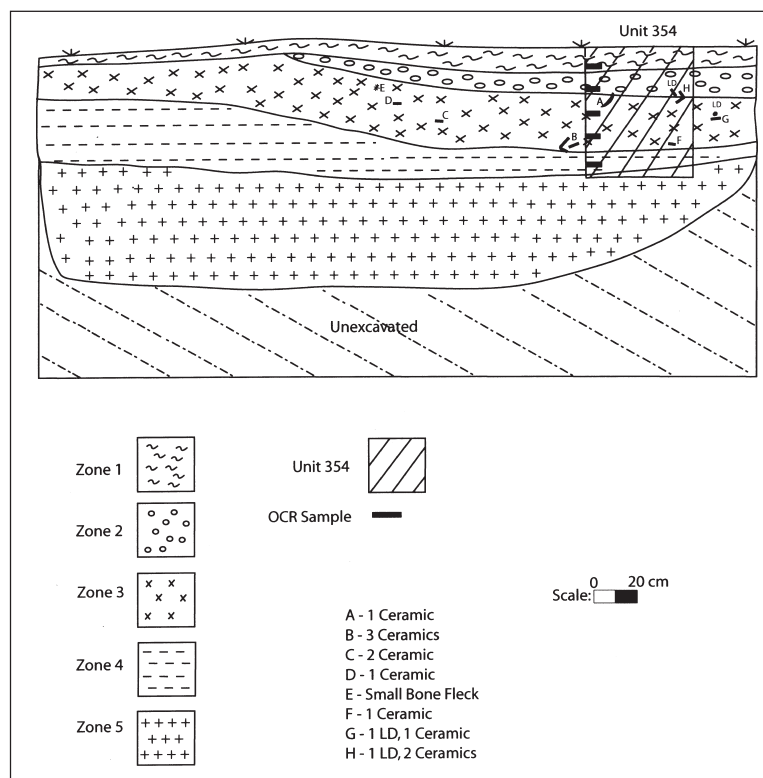 Unit 354
E
LD
H
D
A
LD
C
G
B
F
Unexcavated
Zone 1
Unit 354
Zone 2
OCR Sample
Zone 3
0 20 cm
Scale:
A - 1 Ceramic
B - 3 Ceramics
C - 2 Ceramic
D - 1 Ceramic
E - Small Bone Fleck
F - 1 Ceramic
G - 1 LD, 1 Ceramic
H - 1 LD, 2 Ceramics
Zone 4
Zone 5